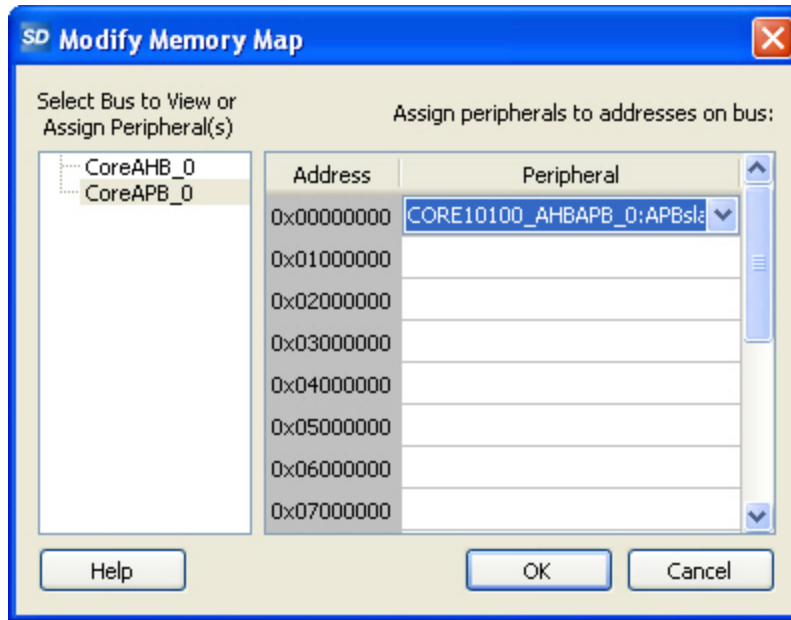 SD Modify Memory Map
Select Bus to View or
Assign Peripheral(s)
Assign peripherals to addresses on bus:
CoreAHB_0
CoreAPB_0
Address Peripheral
0x00000000 CORE10100_AHBAPB_0:APBsla
0x01000000
0x02000000
0x03000000
0x04000000
0x05000000
0x06000000
0x07000000
Help OK Cancel